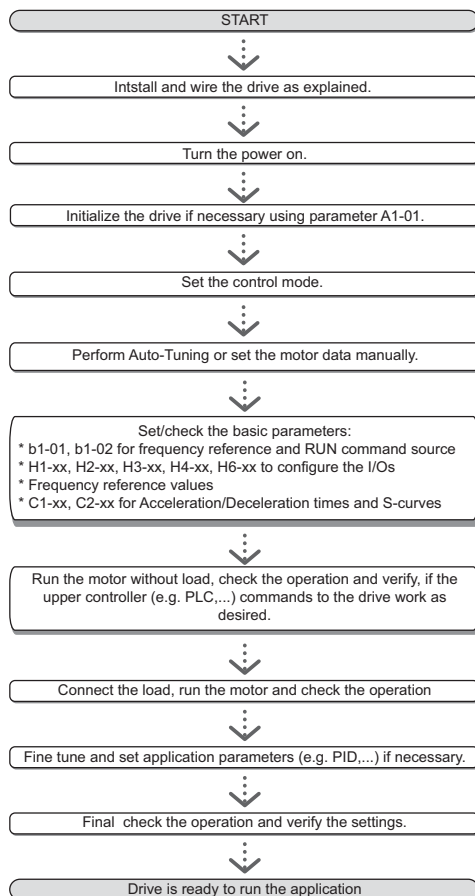 START
Intstall and wire the drive as explained.
Turn the power on.
Initialize the drive if necessary using parameter A1-01.
Set the control mode.
Perform Auto-Tuning or set the motor data manually.
Set/check the basic parameters:
* b1-01, b1-02 for frequency reference and RUN command source
* H1-xx, H2-xx, H3-xx, H4-xx, H6-xx to configure the I/Os
* Frequency reference values
* C1-xx, C2-xx for Acceleration/Deceleration times and S-curves
Run the motor without load, check the operation and verify, if the
upper controller (e.g. PLC,...) commands to the drive work as
desired.
Connect the load, run the motor and check the operation
Fine tune and set application parameters (e.g. PID,...) if necessary.
Final check the operation and verify the settings.
Drive is ready to run the application